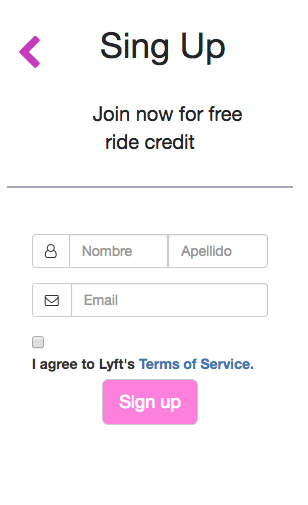 Sing Up
Join now for free
ride credit
Nombre Apellido
Email
I agree to Lyft's Terms of Service.
Sign up